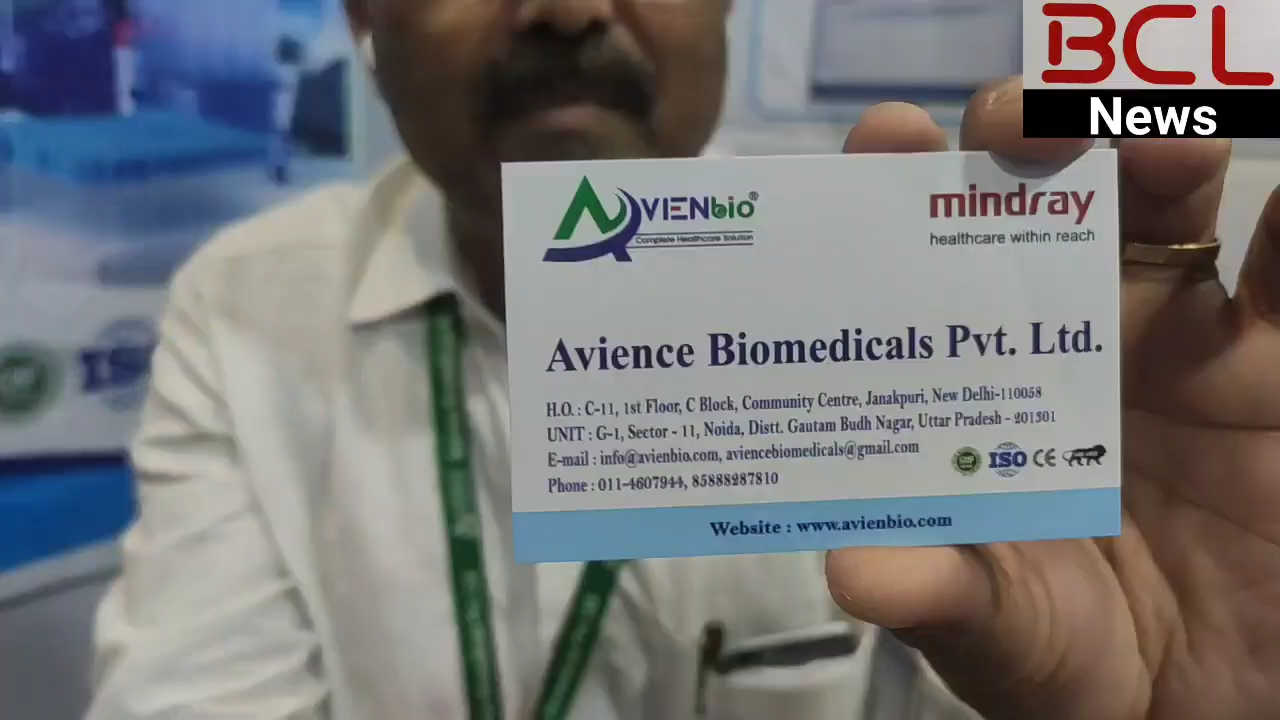 BCL
News
AVIENbio®
Complete Healthcare Solution
mindray
healthcare within reach
Avience Biomedicals Pvt. Ltd.
H.O. : C-11, 1st Floor, C Block, Community Centre, Janakpuri, New Delhi-110058
UNIT : G-1, Sector - 11, Noida, Distt. Gautam Budh Nagar, Uttar Pradesh - 201301
E-mail : info@avienbio.com, aviencebiomedicals@gmail.com
ISO CE
Phone : 011-4607944, 85888287810
Website : www.avienbio.com
ISO